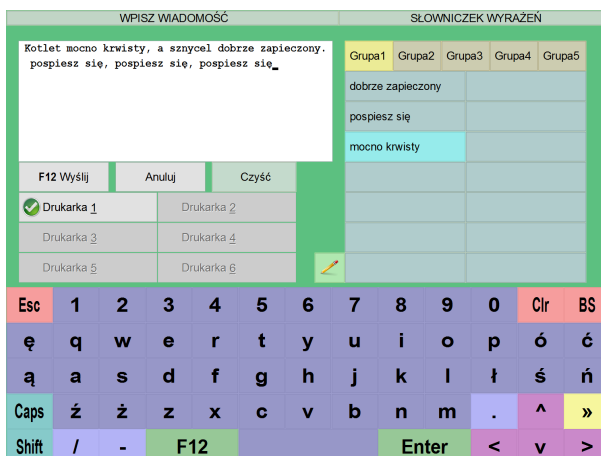 WPISZ WIADOMOŚĆ
SŁOWNICZEK WYRAŻEŃ
Kotlet mocno krwisty, a sznycel dobrze zapieczony.
pospiesz się, pospiesz się, pospiesz się_
Grupa1 Grupa2 Grupa3 Grupa4 Grupa5
dobrze zapieczony
pospiesz się
mocno krwisty
F12 Wyślij Anuluj Czyść
Drukarka 1 Drukarka 2
Drukarka 3 Drukarka 4
Drukarka 5 Drukarka 6
Esc 1 2 3 4 5 6 7 8 9 0 Clr BS
ę q w e r t y u i o p ó ć
ą a s d f g h j k l ł ś ń
Caps ź ż z x c v b n m . ^ »
Shift / - F12 Enter < v >